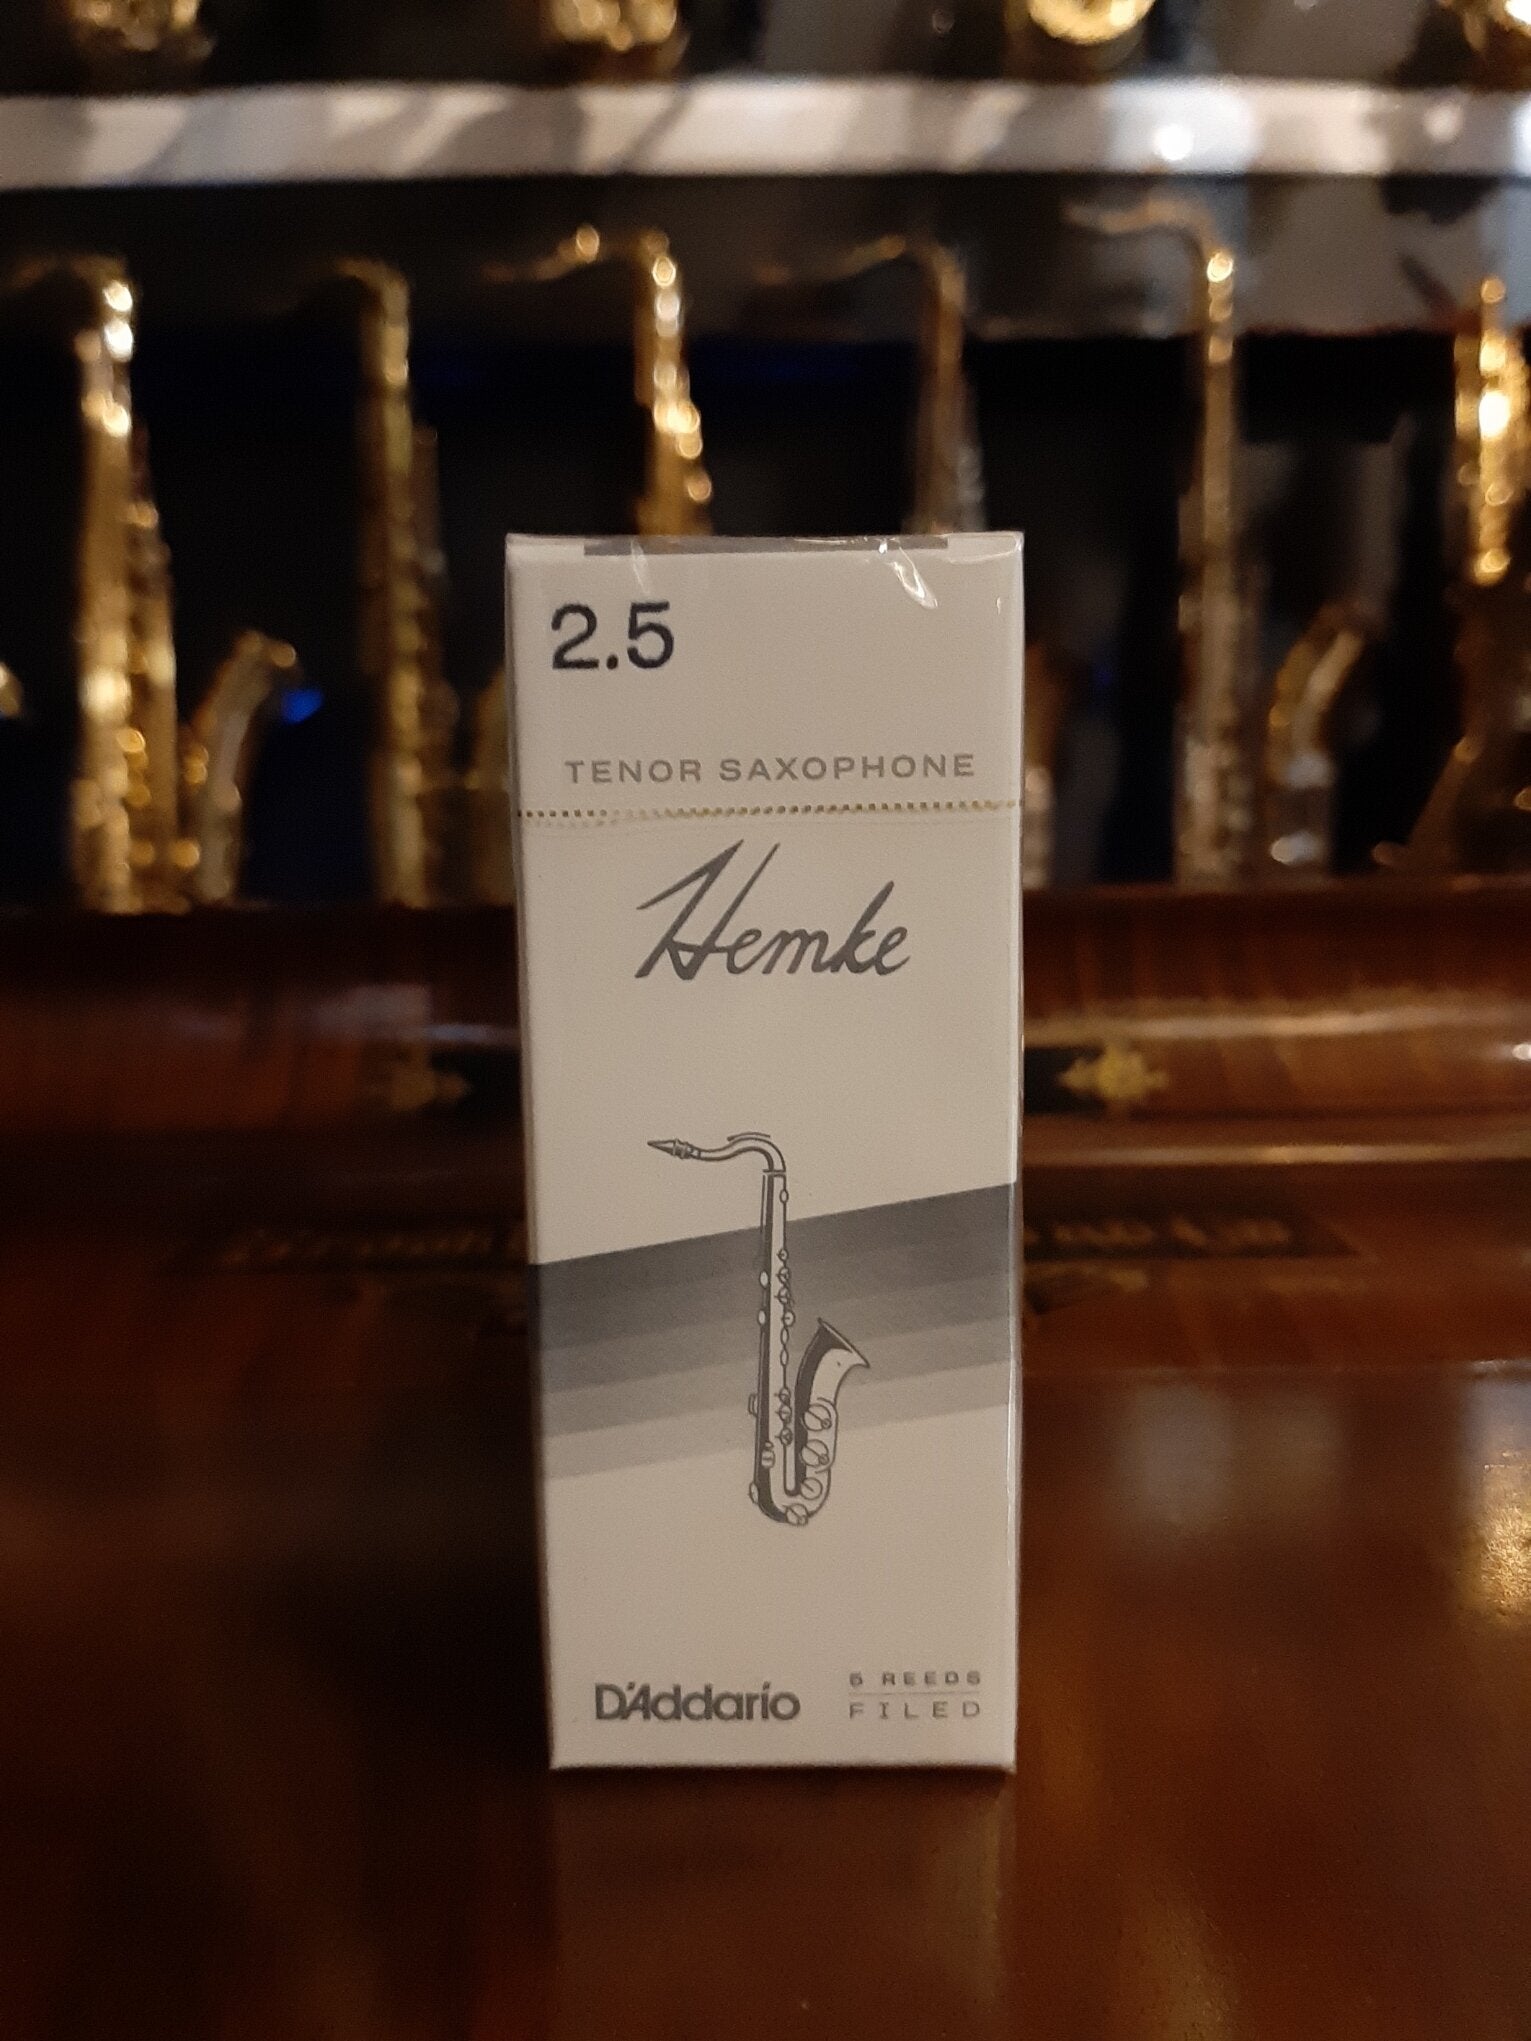 2.5
TENOR SAXOPHONE
Hemke
D'Addario
5 REEDS
FILED